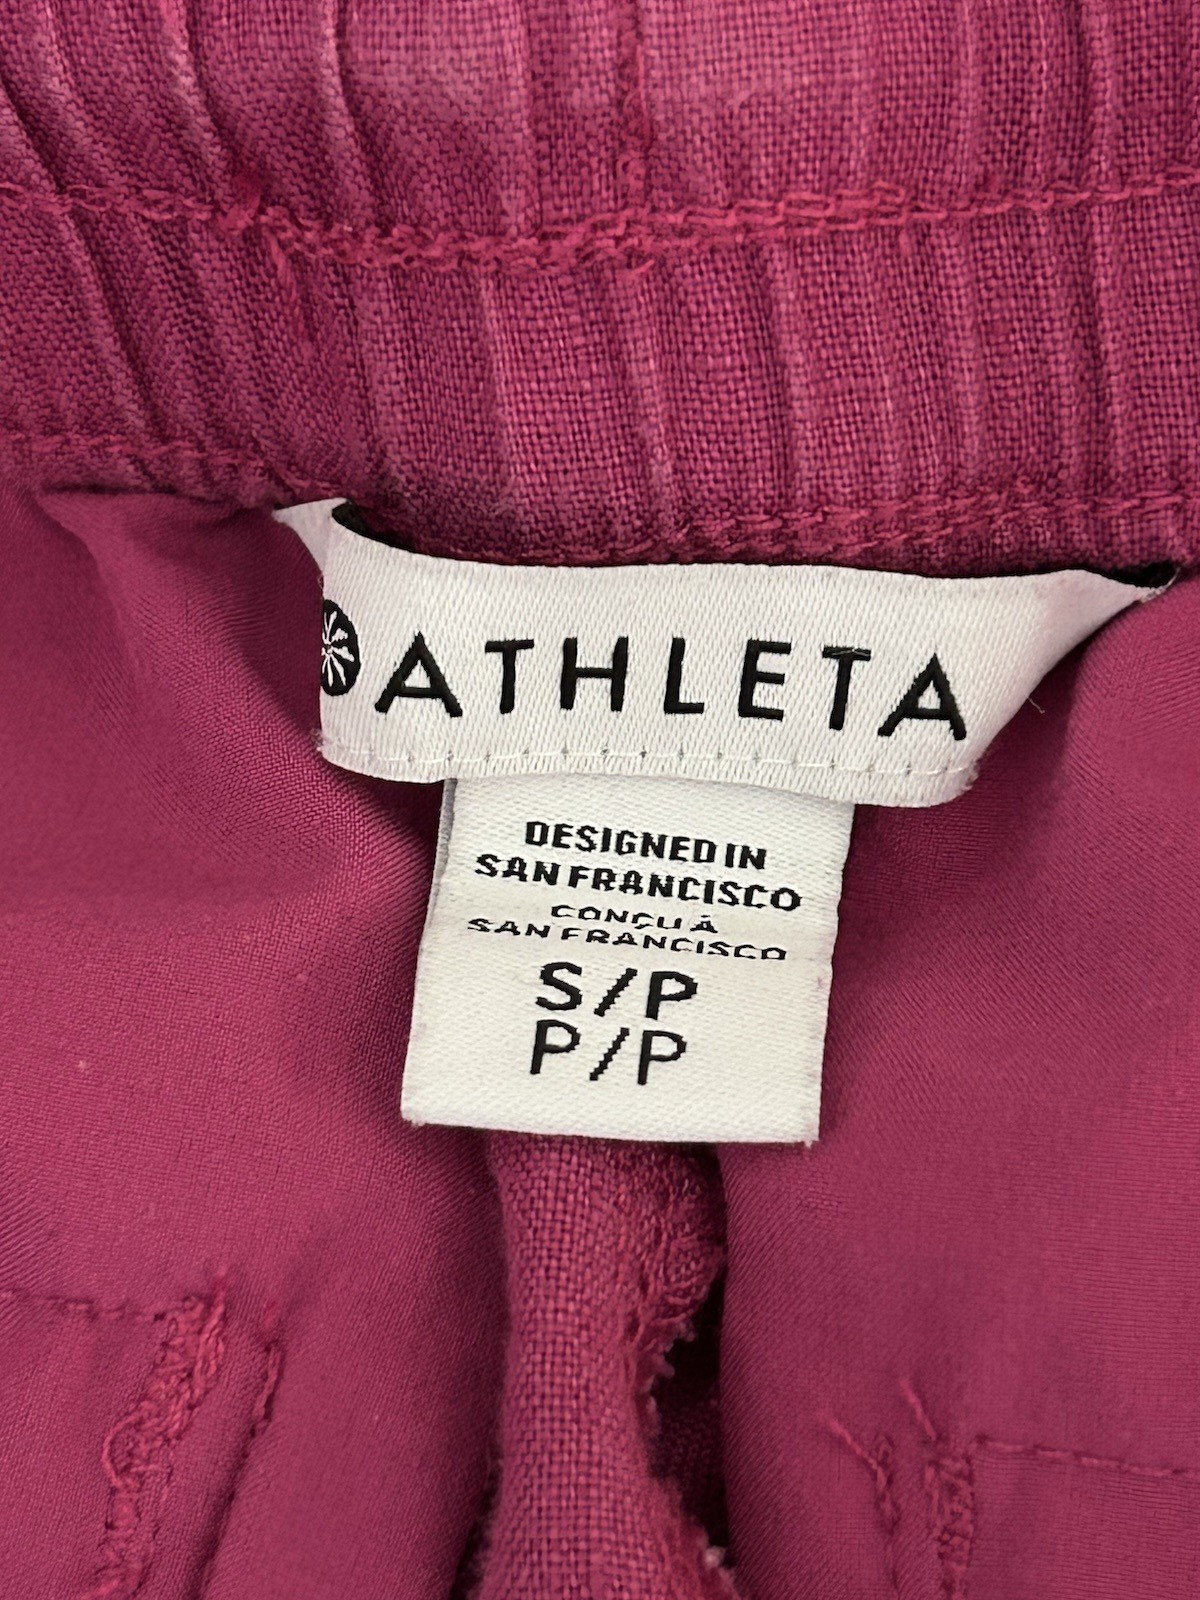 ATHLETA
DESIGNED IN
SAN FRANCISCO
CONÇU À
SAN FRANCISCO
S/P
P/P